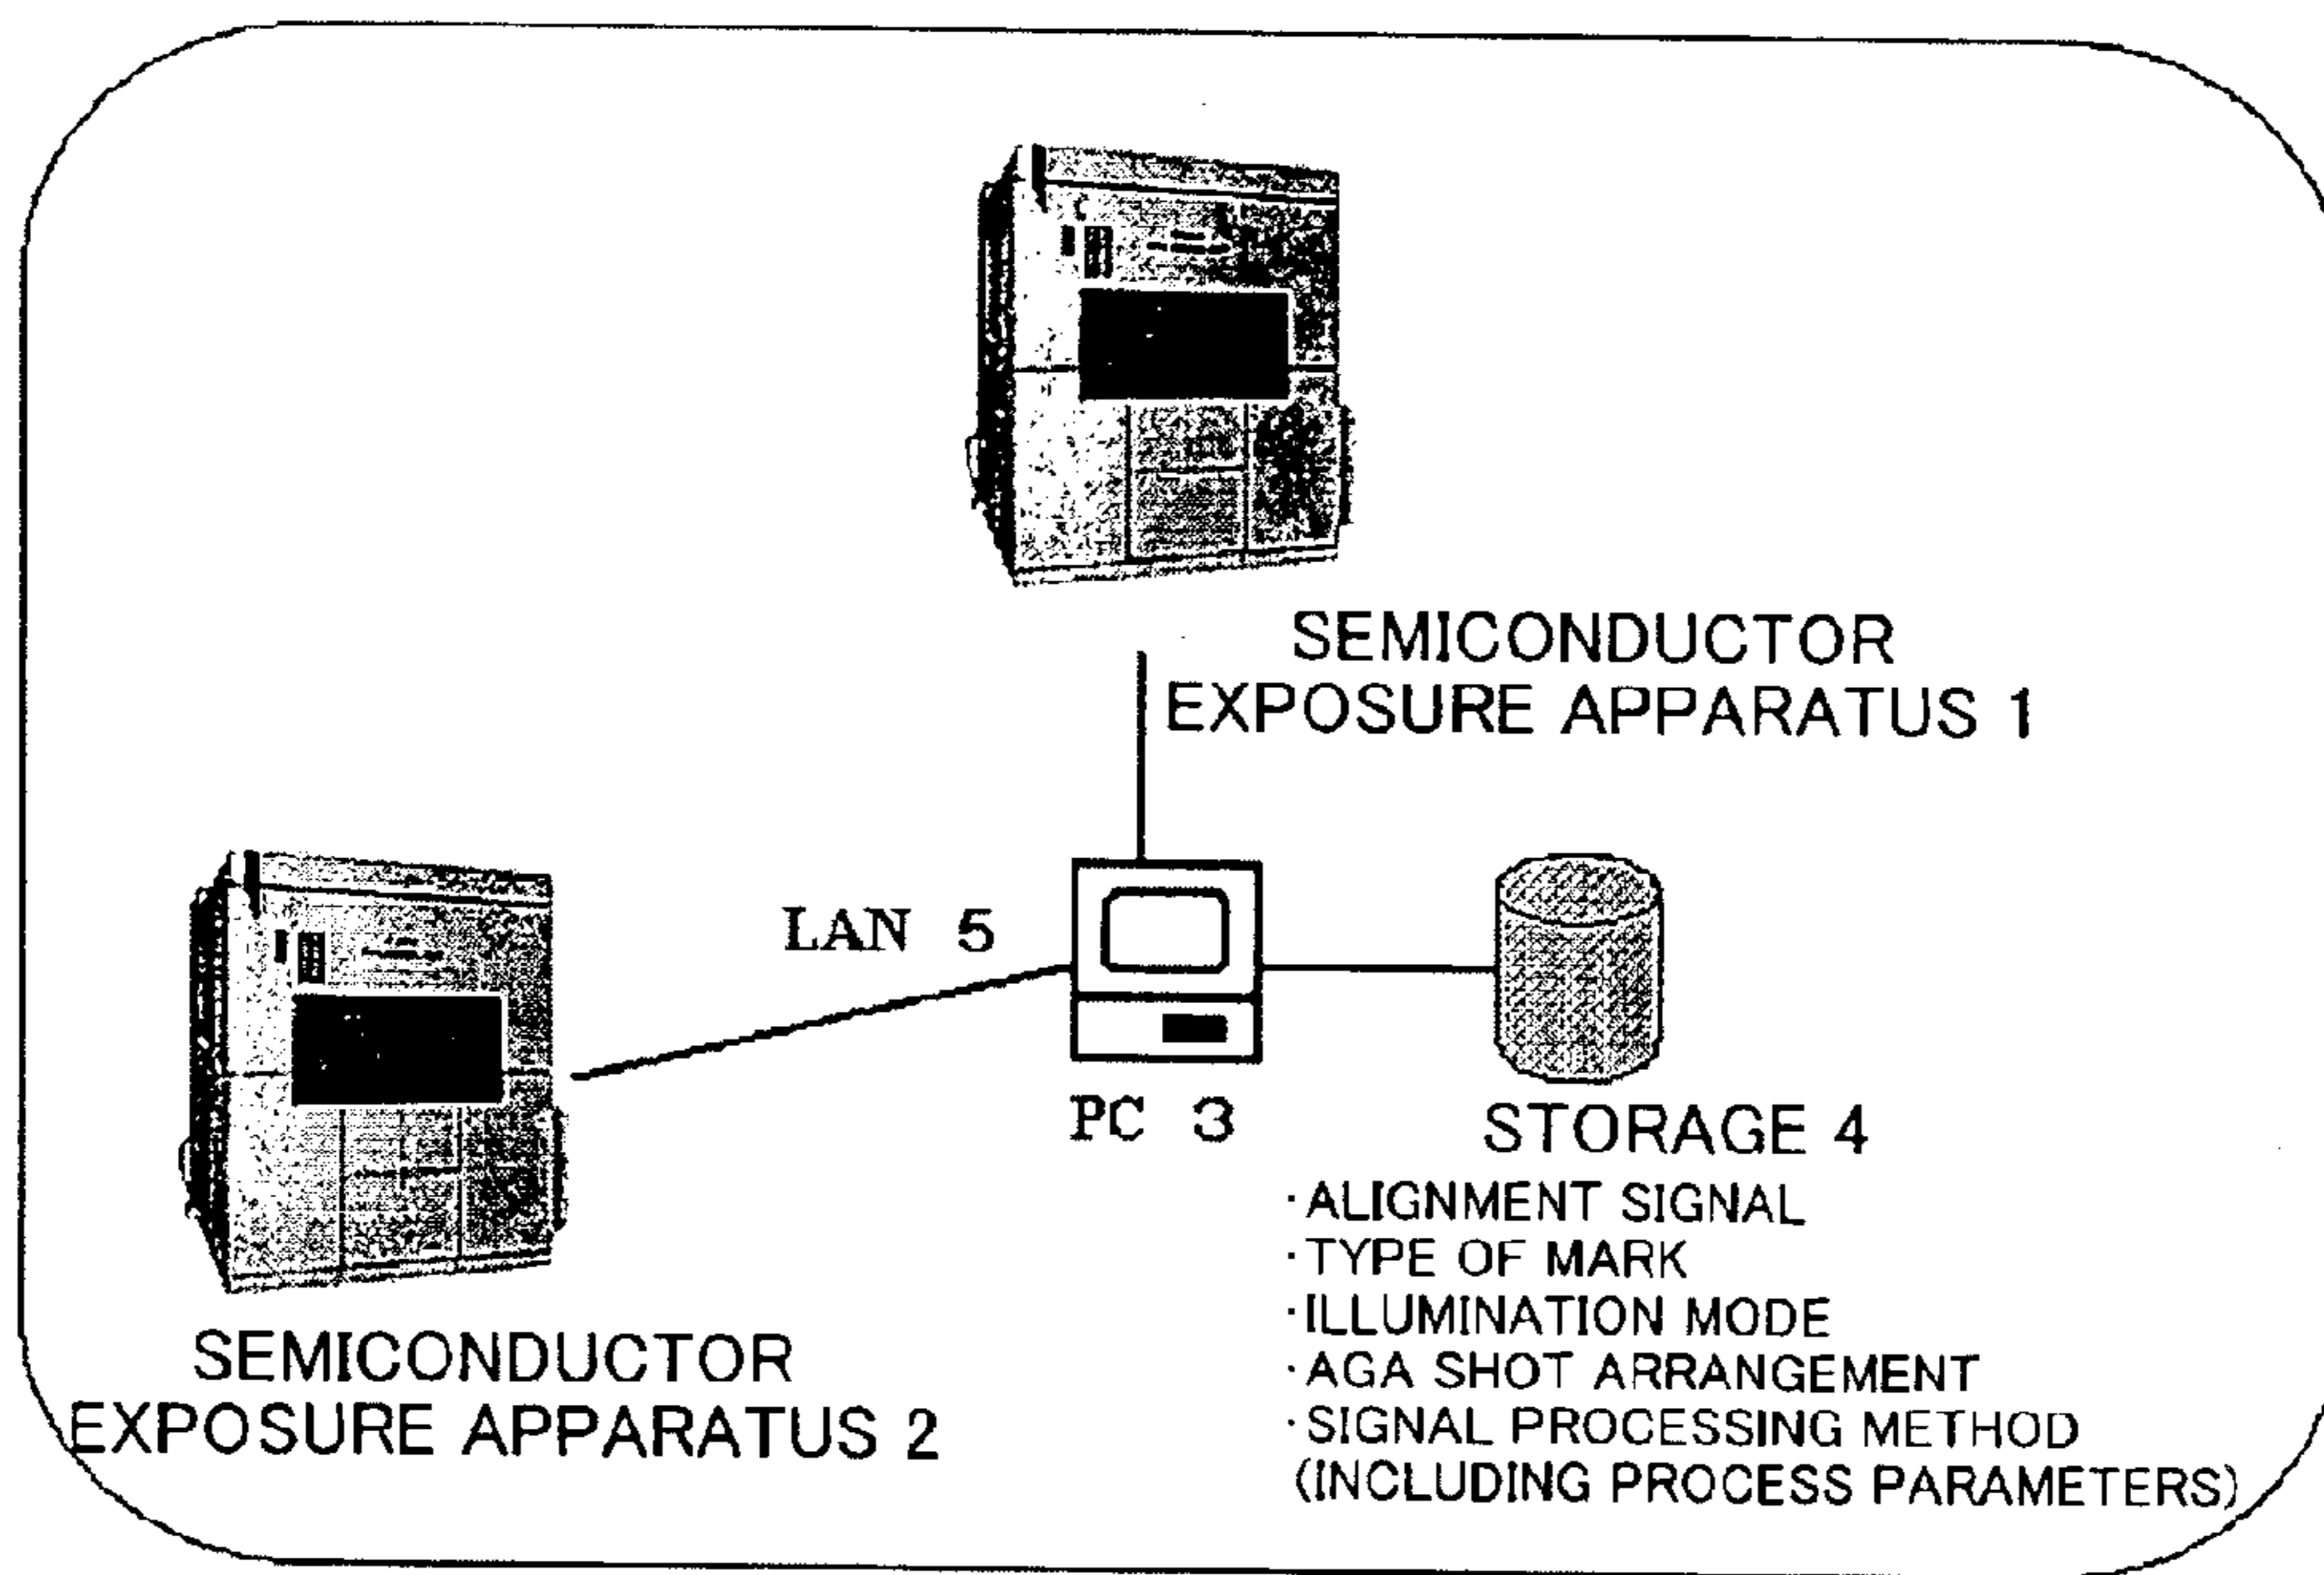 SEMICONDUCTOR
EXPOSURE APPARATUS 1
LAN 5
PC 3
STORAGE 4
·ALIGNMENT SIGNAL
·TYPE OF MARK
·ILLUMINATION MODE
·AGA SHOT ARRANGEMENT
·SIGNAL PROCESSING METHOD
(INCLUDING PROCESS PARAMETERS)
SEMICONDUCTOR
EXPOSURE APPARATUS 2